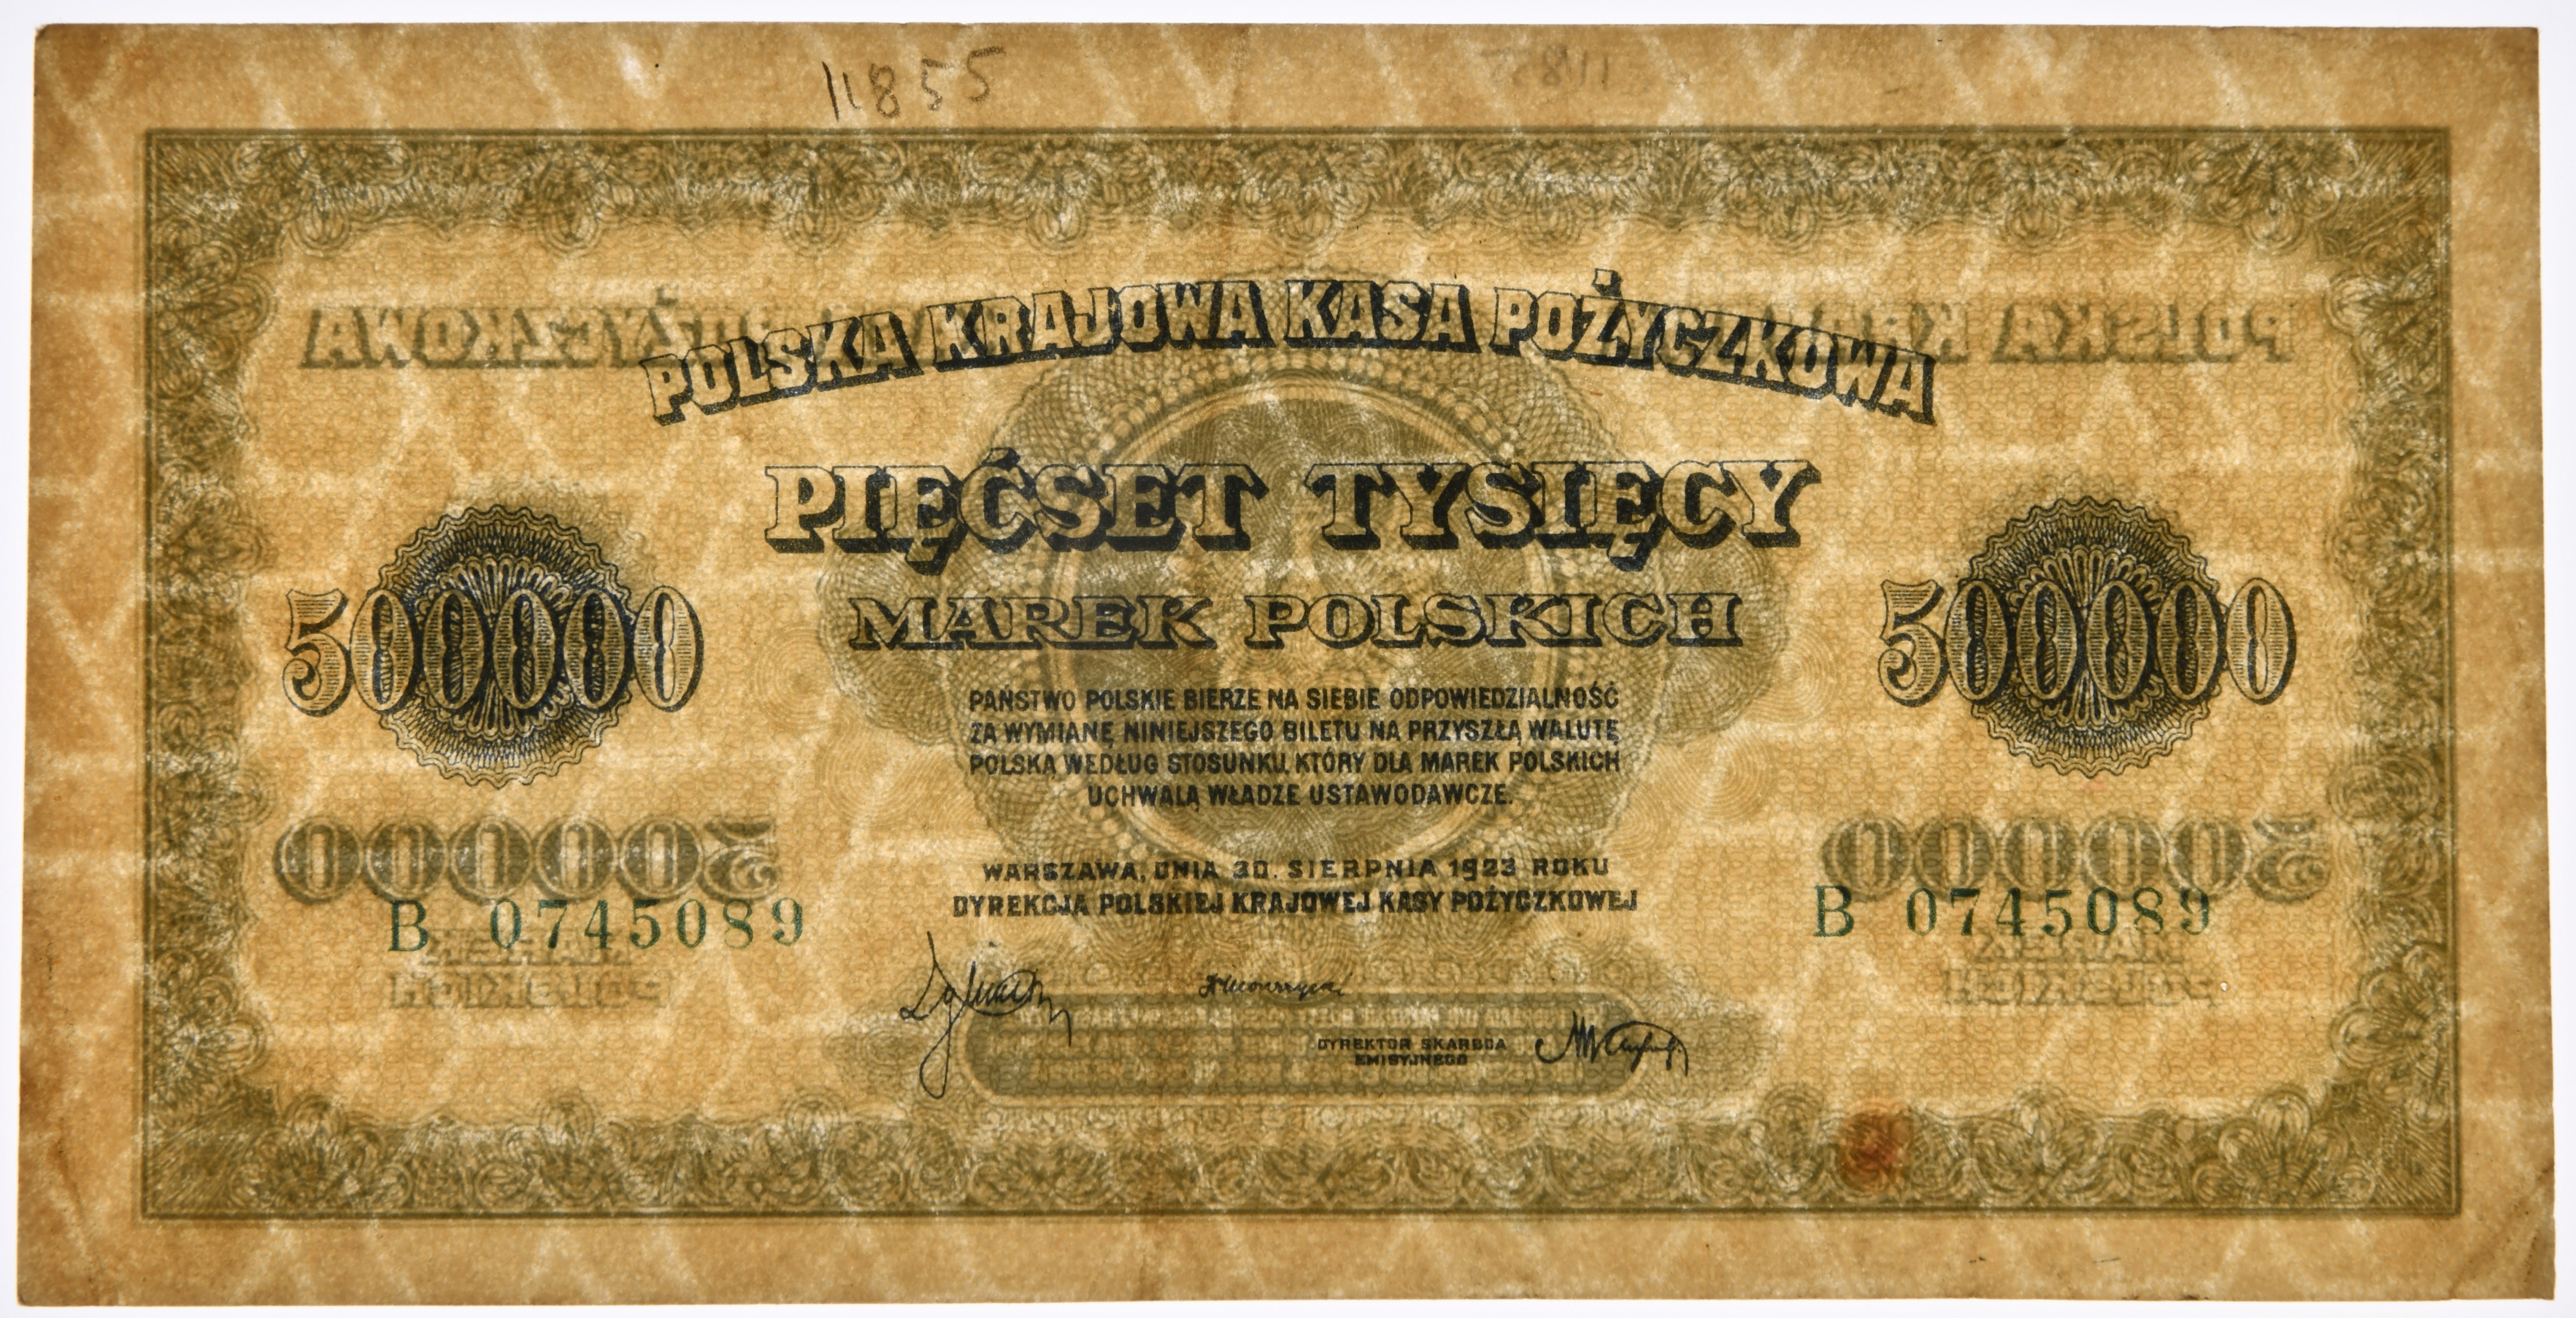 11855
POLSKA KRAJOWA KASA POŻYCZKOWA
PIĘĆSET TYSIĘCY
MAREK POLSKICH
500000
500000
PAŃSTWO POLSKIE BIERZE NA SIEBIE ODPOWIEDZIALNOŚĆ
ZA WYMIANĘ NINIEJSZEGO BILETU NA PRZYSZŁĄ WALUTĘ
POLSKĄ WEDŁUG STOSUNKU, KTÓRY DLA MAREK POLSKICH
UCHWALĄ WŁADZE USTAWODAWCZE.
WARSZAWA, DNIA 30. SIERPNIA 1923 ROKU
DYREKCJA POLSKIEJ KRAJOWEJ KASY POŻYCZKOWEJ
B 0745089
B 0745089
DYREKTOR SKARBCA
EMISYJNEGO